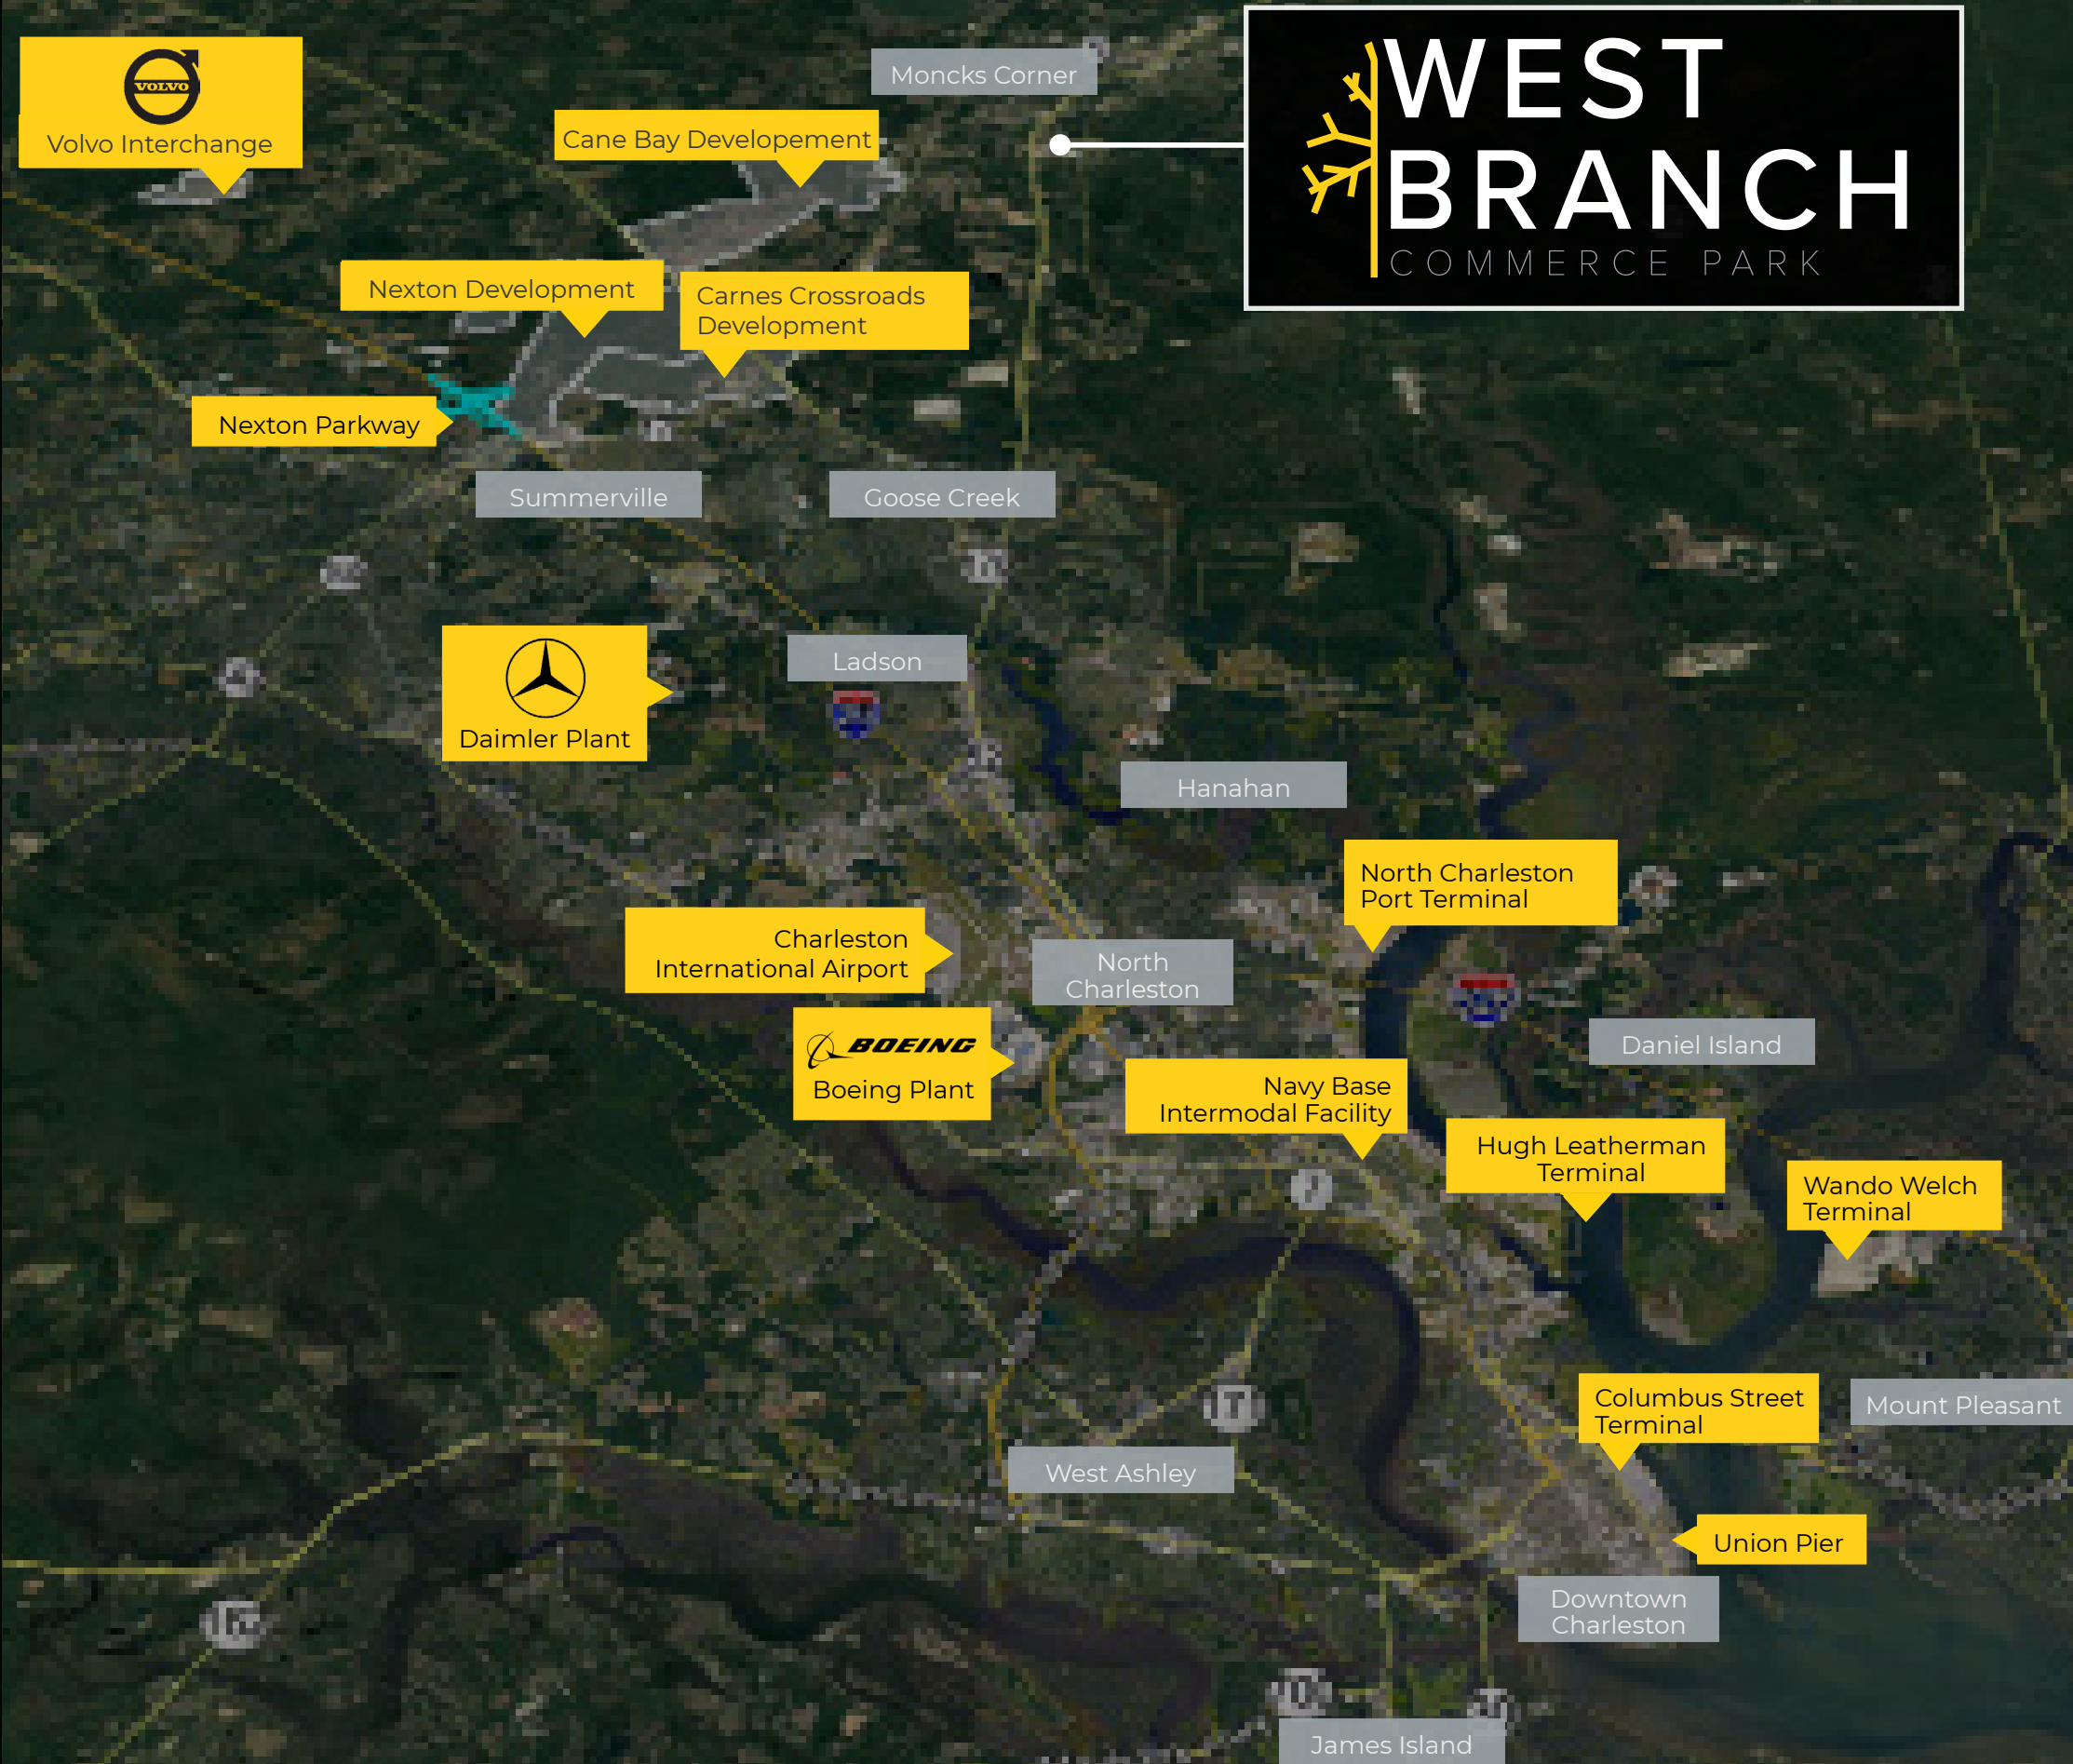 WEST
BRANCH
COMMERCE PARK
Moncks Corner
VOLVO
Volvo Interchange
Cane Bay Developement
Nexton Development
Carnes Crossroads
Development
Nexton Parkway
Summerville
Goose Creek
Ladson
Daimler Plant
Hanahan
North Charleston
Port Terminal
Charleston
International Airport
North
Charleston
BOEING
Boeing Plant
Daniel Island
Navy Base
Intermodal Facility
Hugh Leatherman
Terminal
Wando Welch
Terminal
Columbus Street
Terminal
Mount Pleasant
17
West Ashley
Union Pier
Downtown
Charleston
James Island